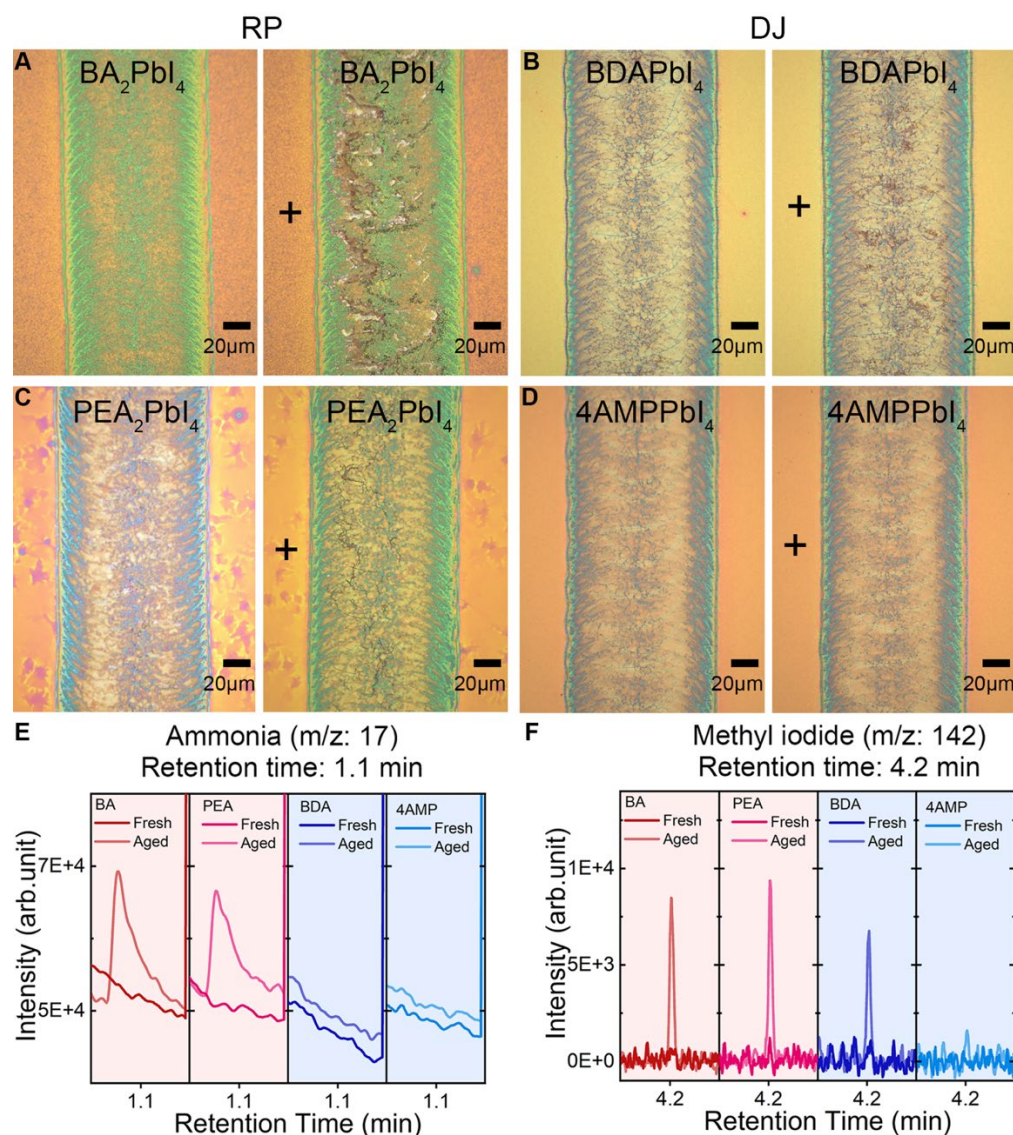 RP
DJ
A
BA₂PbI₄
BA₂PbI₄
+
20μm
20μm
B
BDAPbI₄
BDAPbI₄
+
20μm
20μm
C
PEA₂PbI₄
PEA₂PbI₄
+
20μm
20μm
D
4AMPPbI₄
4AMPPbI₄
+
20μm
20μm
E
Ammonia (m/z: 17)
Retention time: 1.1 min
BA
Fresh
Aged
PEA
Fresh
Aged
BDA
Fresh
Aged
4AMP
Fresh
Aged
7E+4
5E+4
Intensity (arb.unit)
1.1
1.1
1.1
1.1
Retention Time (min)
F
Methyl iodide (m/z: 142)
Retention time: 4.2 min
BA
Fresh
Aged
PEA
Fresh
Aged
BDA
Fresh
Aged
4AMP
Fresh
Aged
1E+4
5E+3
0E+0
Intensity (arb.unit)
4.2
4.2
4.2
4.2
Retention Time (min)